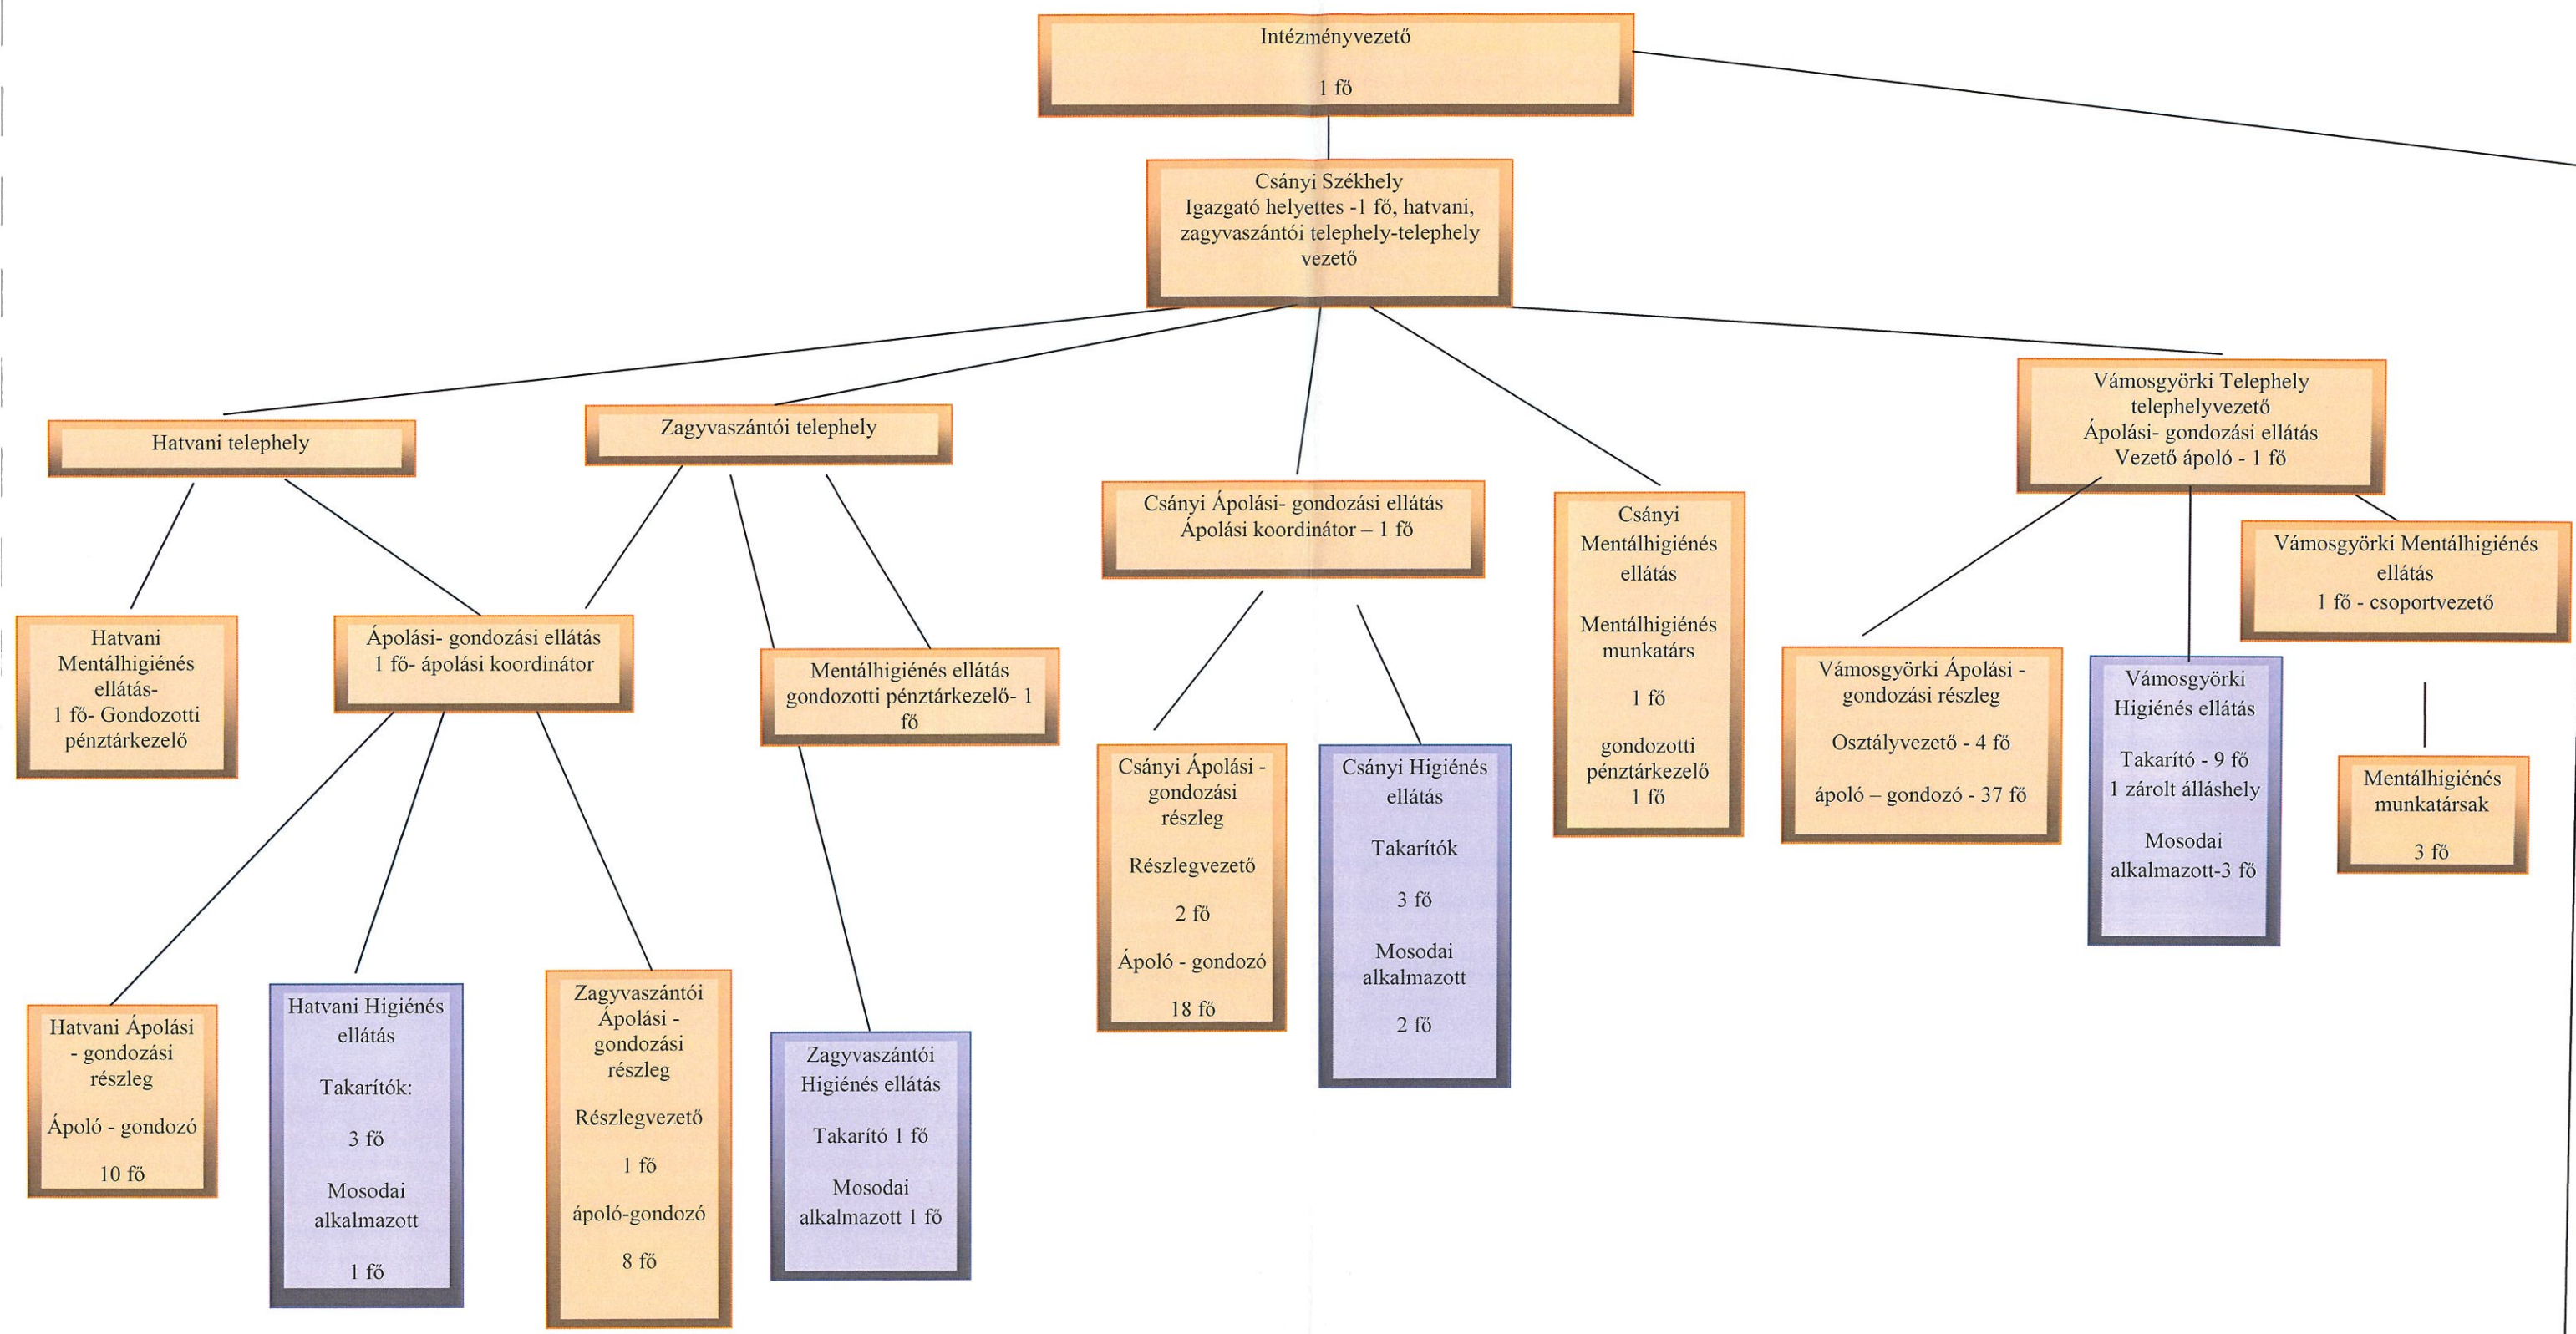 Intézményvezető
1 fő
Csányi Székhely
Igazgató helyettes -1 fő, hatvani,
zagyvaszántói telephely-telephely
vezető
Hatvani telephely
Zagyvaszántói telephely
Vámosgyörki Telephely
telephelyvezető
Ápolási- gondozási ellátás
Vezető ápoló - 1 fő
Csányi Ápolási- gondozási ellátás
Ápolási koordinátor – 1 fő
Csányi
Mentálhigiénés
ellátás
Mentálhigiénés
munkatárs
1 fő
gondozotti
pénztárkezelő
1 fő
Vámosgyörki Mentálhigiénés
ellátás
1 fő - csoportvezető
Hatvani
Mentálhigiénés
ellátás-
1 fő- Gondozotti
pénztárkezelő
Ápolási- gondozási ellátás
1 fő- ápolási koordinátor
Mentálhigiénés ellátás
gondozotti pénztárkezelő- 1
fő
Vámosgyörki Ápolási -
gondozási részleg
Osztályvezető - 4 fő
ápoló – gondozó - 37 fő
Vámosgyörki
Higiénés ellátás
Takarító - 9 fő
1 zárolt álláshely
Mosodai
alkalmazott-3 fő
Mentálhigiénés
munkatársak
3 fő
Csányi Ápolási -
gondozási
részleg
Részlegvezető
2 fő
Ápoló - gondozó
18 fő
Csányi Higiénés
ellátás
Takarítók
3 fő
Mosodai
alkalmazott
2 fő
Hatvani Ápolási
- gondozási
részleg
Ápoló - gondozó
10 fő
Hatvani Higiénés
ellátás
Takarítók:
3 fő
Mosodai
alkalmazott
1 fő
Zagyvaszántói
Ápolási -
gondozási
részleg
Részlegvezető
1 fő
ápoló-gondozó
8 fő
Zagyvaszántói
Higiénés ellátás
Takarító 1 fő
Mosodai
alkalmazott 1 fő